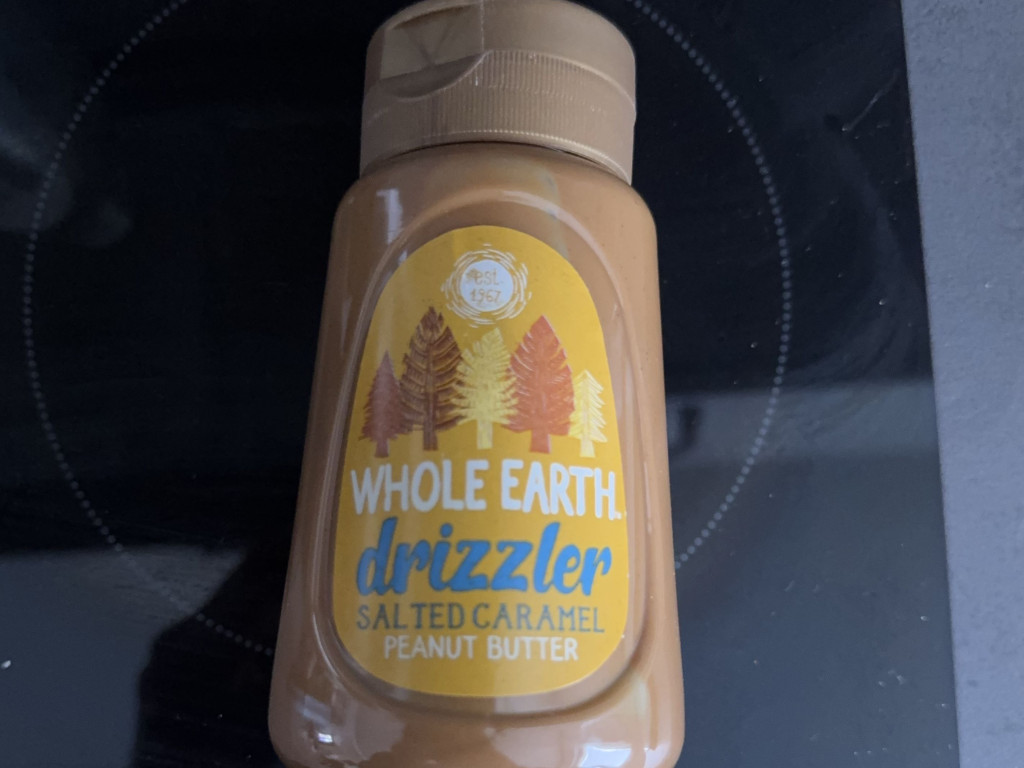 est.
1967
WHOLE EARTH.
drizzler
SALTED CARAMEL
PEANUT BUTTER